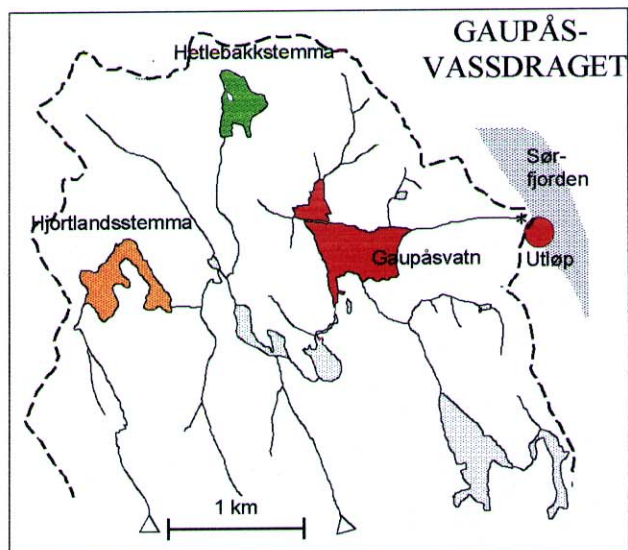 GAUPÅS-
VASSDRAGET
Hetlebakkstemma
Sør-
fjorden
Hjortlandsstemma
*
Gaupåsvatn
Utløp
1 km